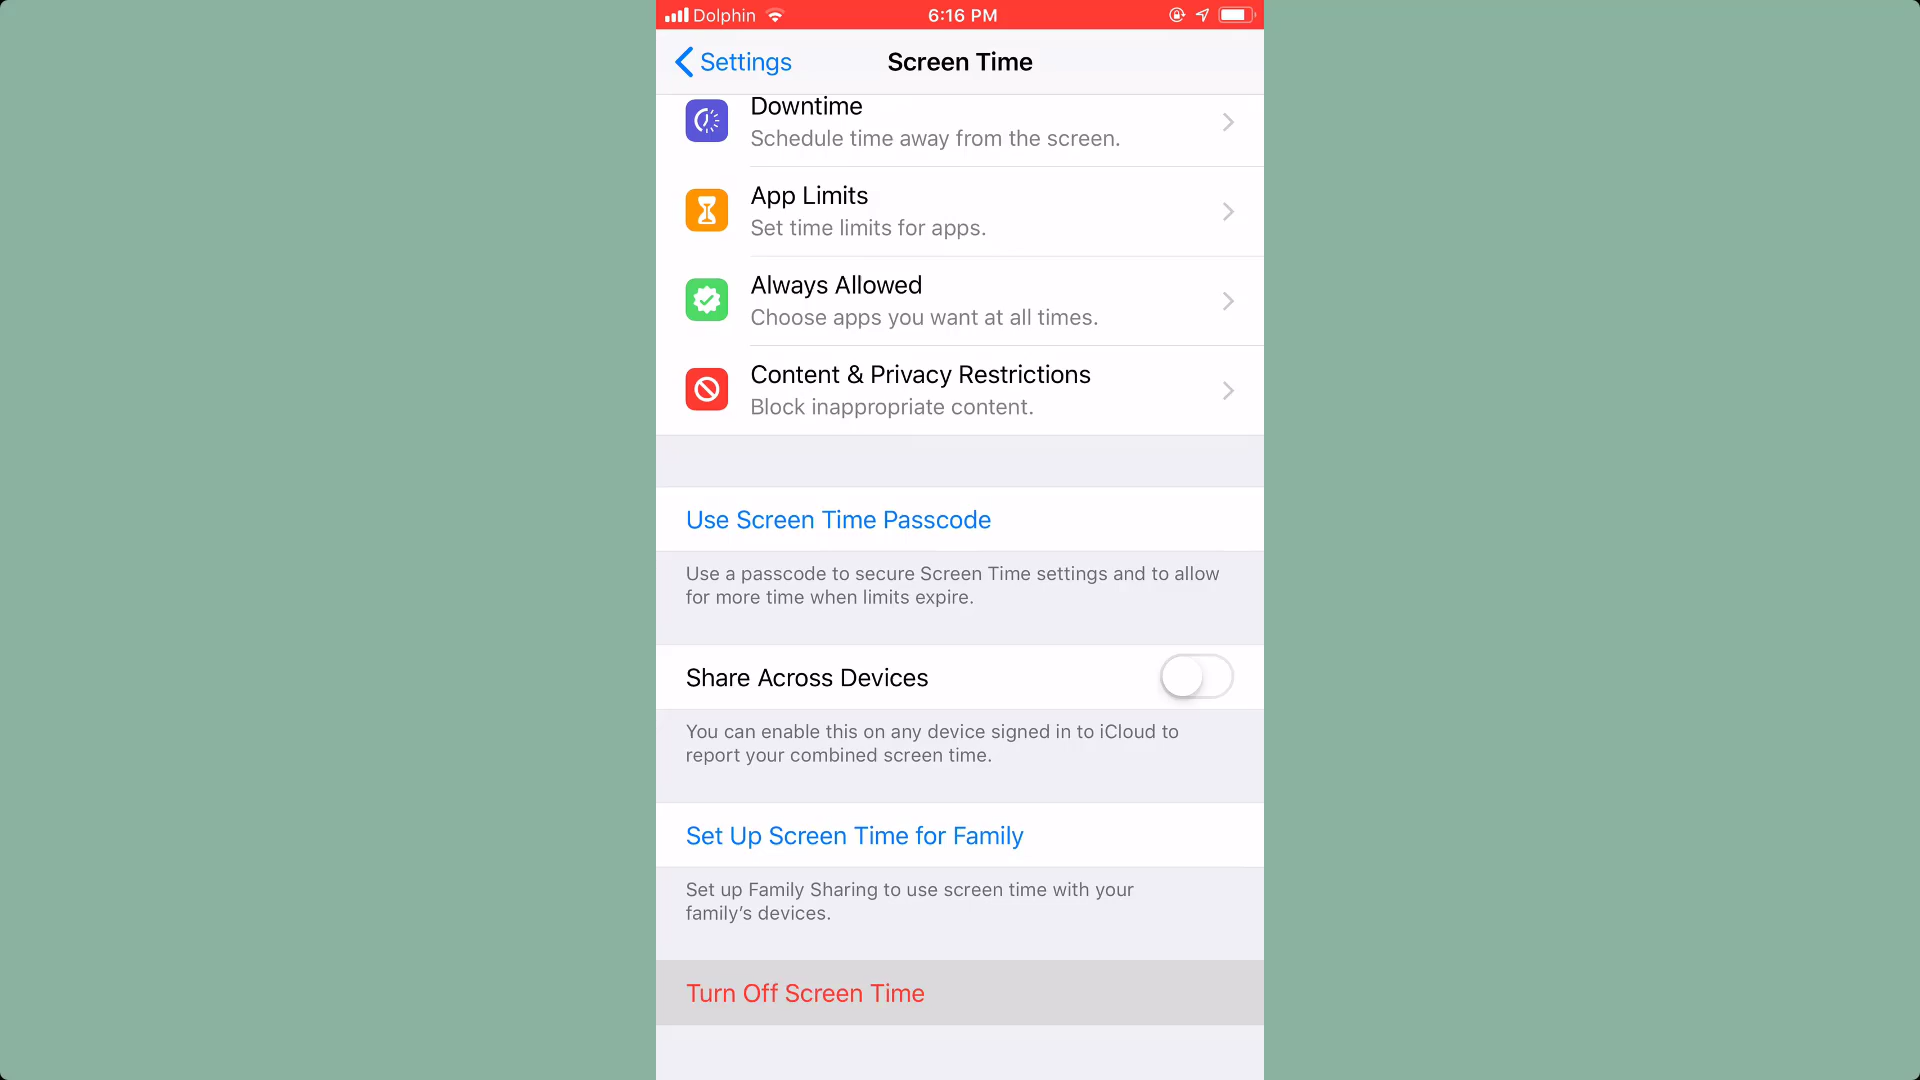 Dolphin
6:16 PM
Settings
Screen Time
Downtime
Schedule time away from the screen.
App Limits
Set time limits for apps.
Always Allowed
Choose apps you want at all times.
Content & Privacy Restrictions
Block inappropriate content.
Use Screen Time Passcode
Use a passcode to secure Screen Time settings and to allow
for more time when limits expire.
Share Across Devices
You can enable this on any device signed in to iCloud to
report your combined screen time.
Set Up Screen Time for Family
Set up Family Sharing to use screen time with your
family’s devices.
Turn Off Screen Time